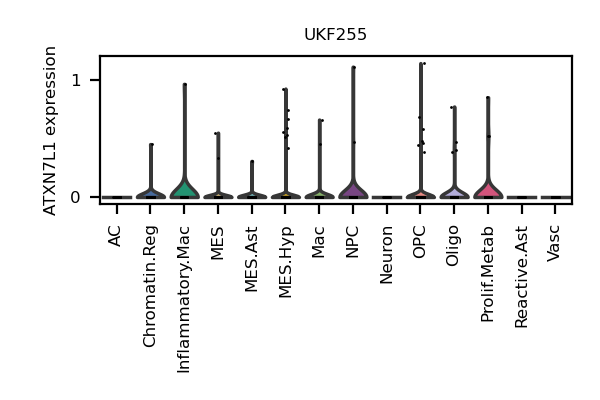 UKF255
ATXN7L1 expression
1
0
AC
Chromatin.Reg
Inflammatory.Mac
MES
MES.Ast
MES.Hyp
Mac
NPC
Neuron
OPC
Oligo
Prolif.Metab
Reactive.Ast
Vasc